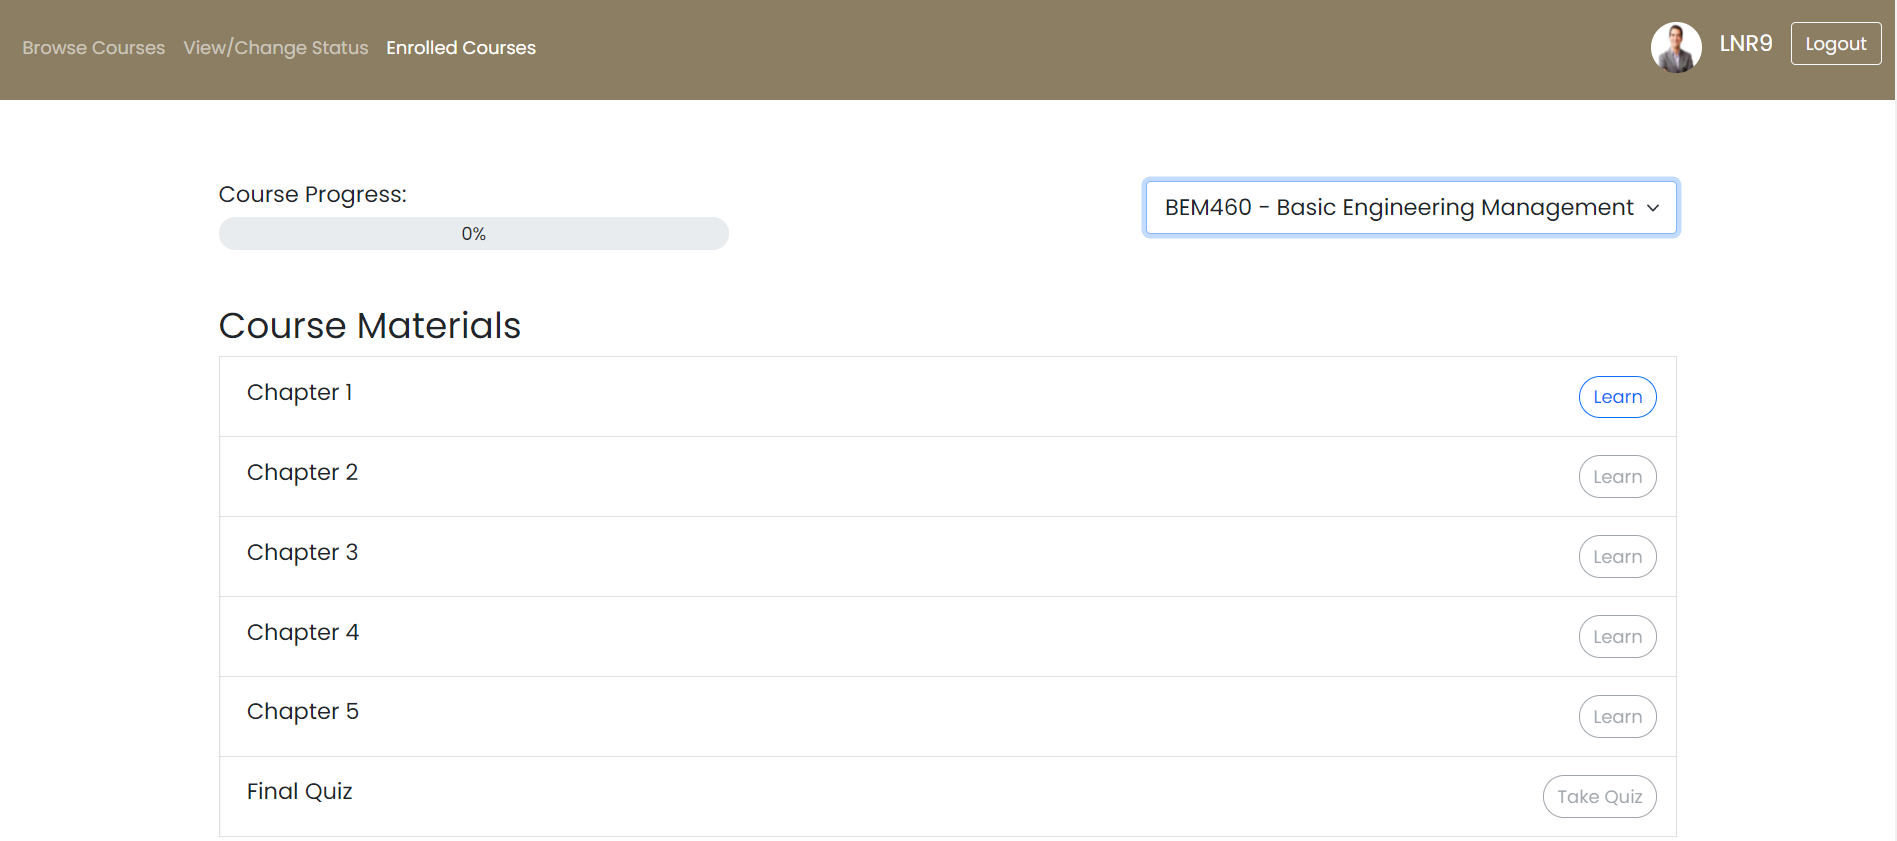 Browse Courses View/Change Status Enrolled Courses LNR9 Logout
Course Progress:
0%
BEM460 - Basic Engineering Management
Course Materials
Chapter 1 Learn
Chapter 2 Learn
Chapter 3 Learn
Chapter 4 Learn
Chapter 5 Learn
Final Quiz Take Quiz